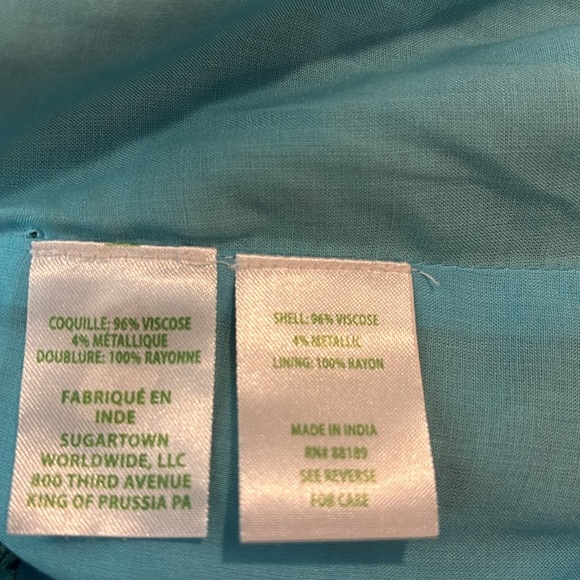 COQUILLE: 96% VISCOSE
4% MÉTALLIQUE
DOUBLURE: 100% RAYONNE
FABRIQUÉ EN
INDE
SUGARTOWN
WORLDWIDE, LLC
800 THIRD AVENUE
KING OF PRUSSIA PA
SHELL: 96% VISCOSE
4% METALLIC
LINING: 100% RAYON
MADE IN INDIA
RN# 88189
SEE REVERSE
FOR CARE